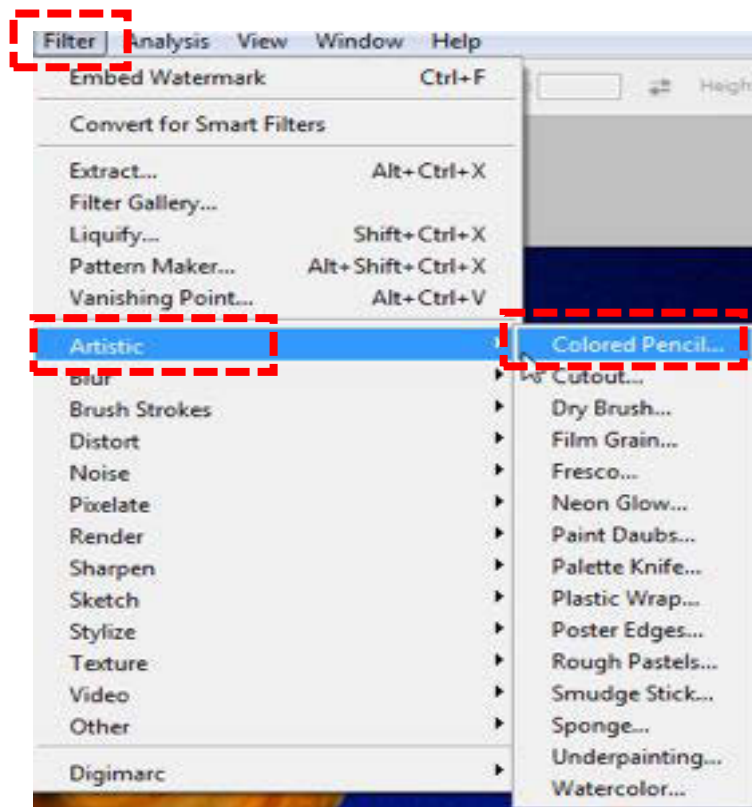 Filter Analysis View Window Help
Embed Watermark Ctrl+F
Heigh
Convert for Smart Filters
Extract... Alt+Ctrl+X
Filter Gallery...
Liquify... Shift+Ctrl+X
Pattern Maker... Alt+Shift+Ctrl+X
Vanishing Point... Alt+Ctrl+V
Artistic
Blur
Brush Strokes
Distort
Noise
Pixelate
Render
Sharpen
Sketch
Stylize
Texture
Video
Other
Digimarc
Colored Pencil...
Cutout...
Dry Brush...
Film Grain...
Fresco...
Neon Glow...
Paint Daubs...
Palette Knife...
Plastic Wrap...
Poster Edges...
Rough Pastels...
Smudge Stick...
Sponge...
Underpainting...
Watercolor...